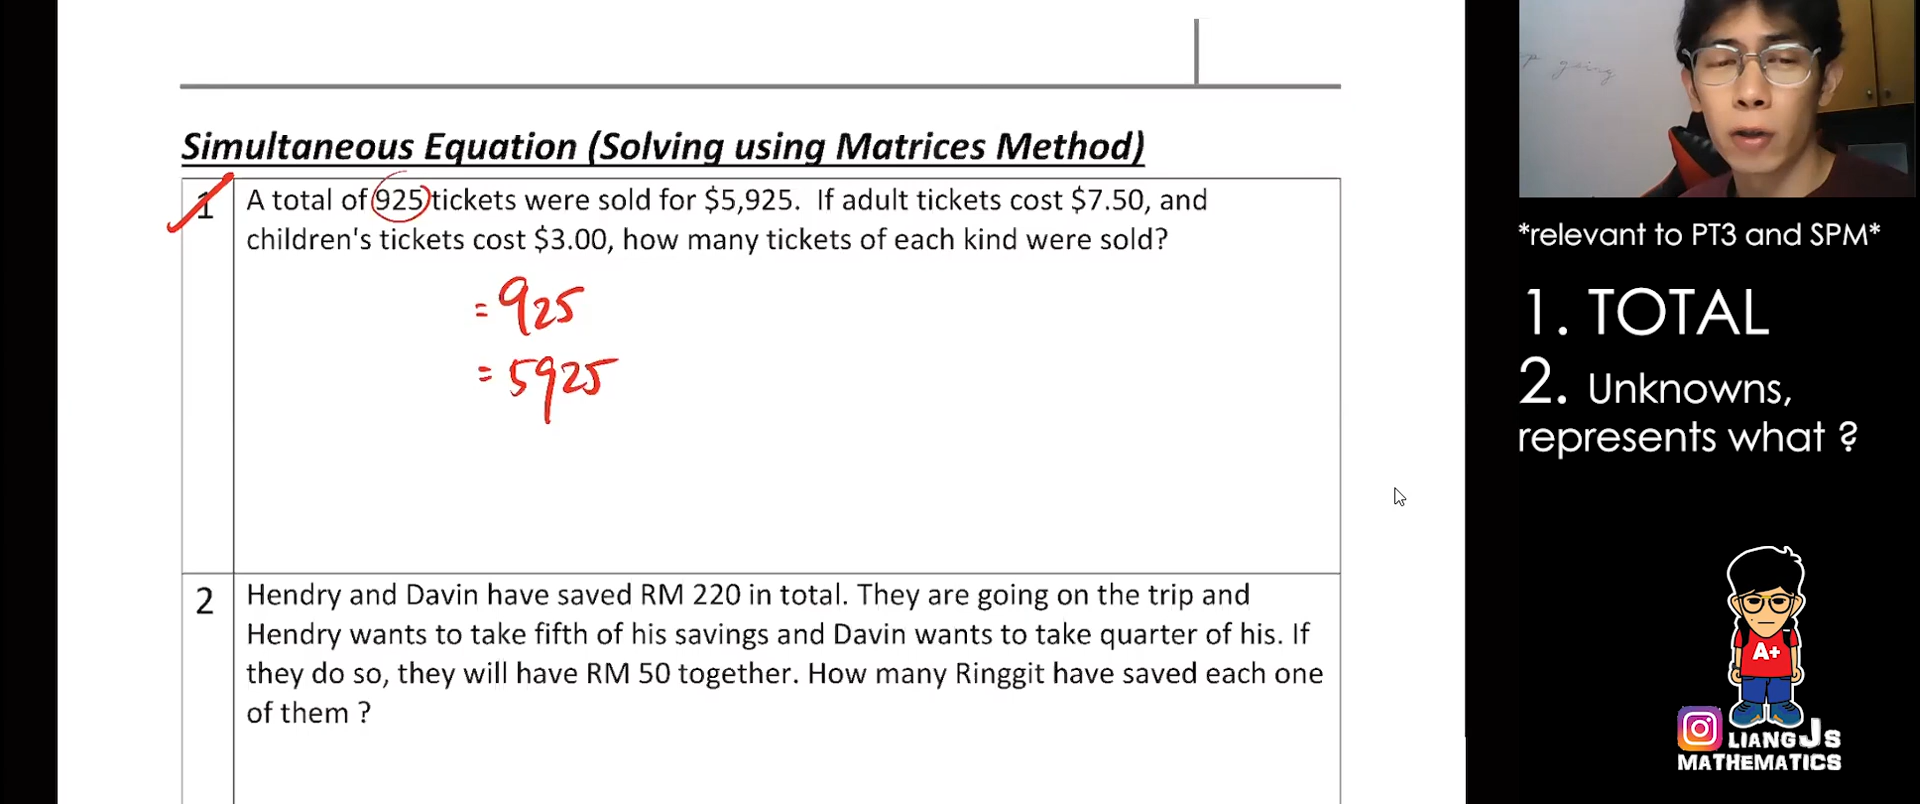 Simultaneous Equation (Solving using Matrices Method)
1
A total of 925 tickets were sold for $5,925. If adult tickets cost $7.50, and
children's tickets cost $3.00, how many tickets of each kind were sold?
= 925
= 5925
2
Hendry and Davin have saved RM 220 in total. They are going on the trip and
Hendry wants to take fifth of his savings and Davin wants to take quarter of his. If
they do so, they will have RM 50 together. How many Ringgit have saved each one
of them ?
going
*relevant to PT3 and SPM*
1. TOTAL
2. Unknowns,
represents what ?
A+
LIANGJS
MATHEMATICS